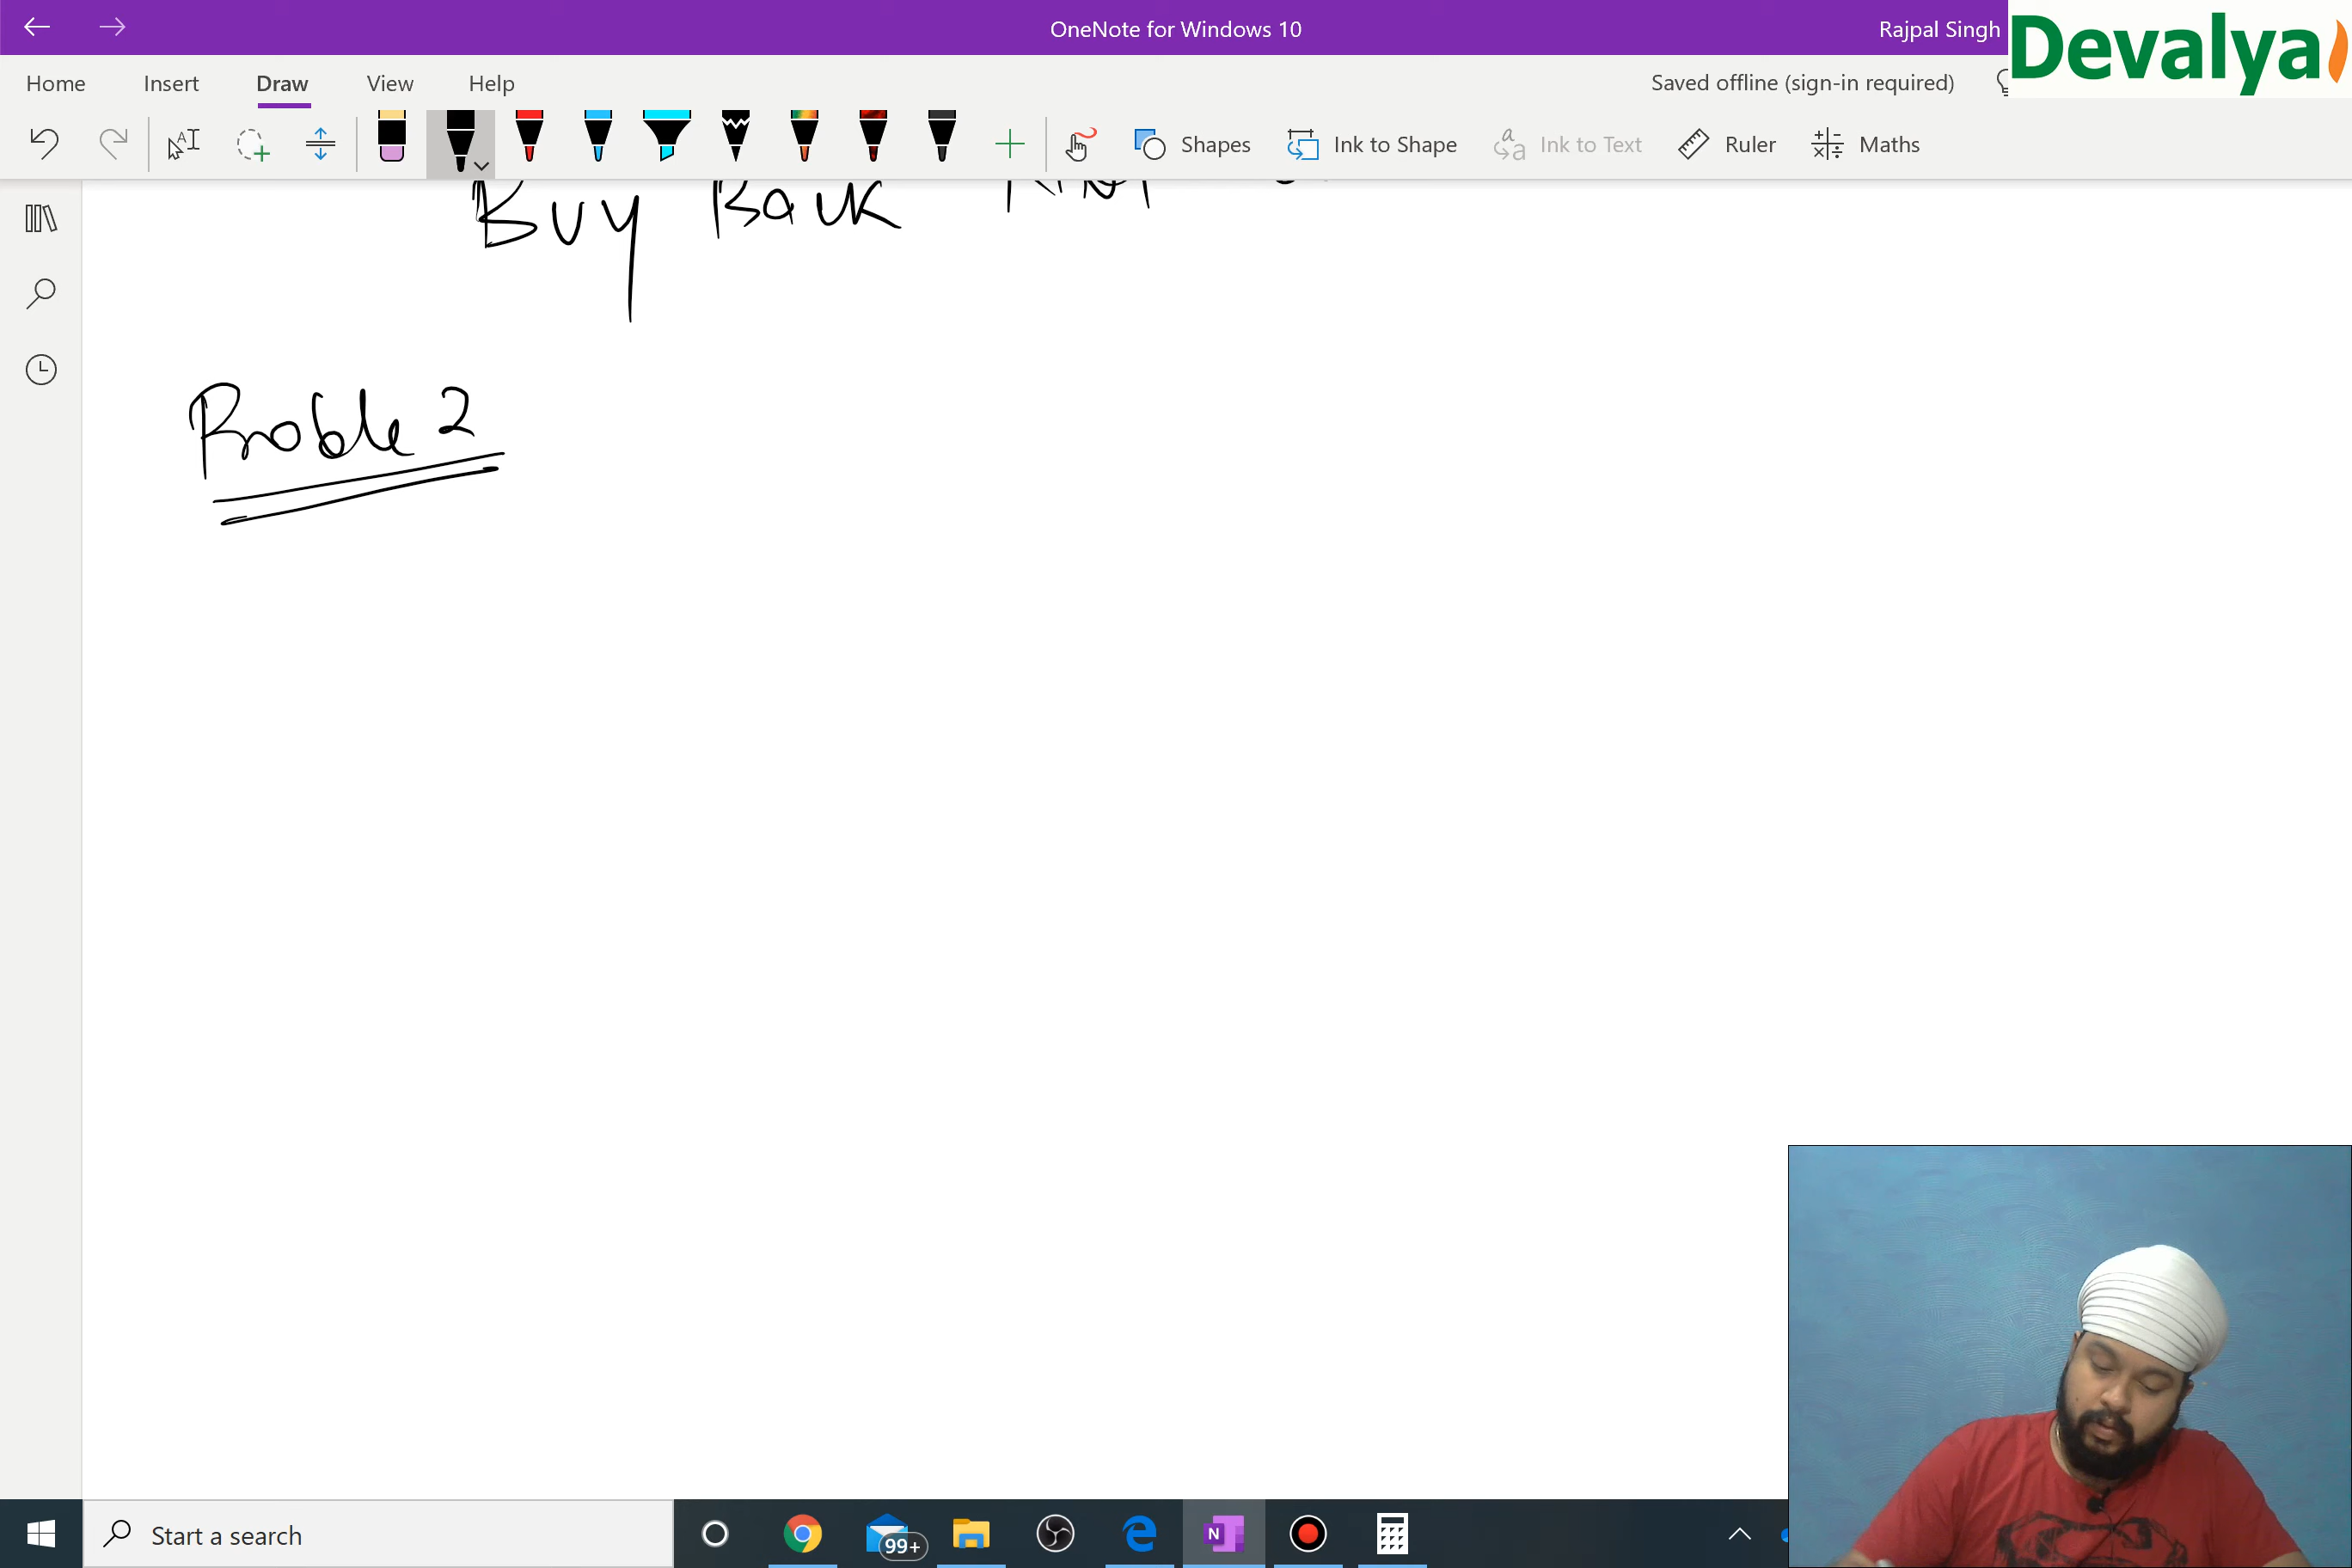 OneNote for Windows 10
Rajpal Singh
Devalya
Home Insert Draw View Help
Saved offline (sign-in required)
Shapes Ink to Shape Ink to Text Ruler Maths
Buy Back
Proble 2
Start a search
99+